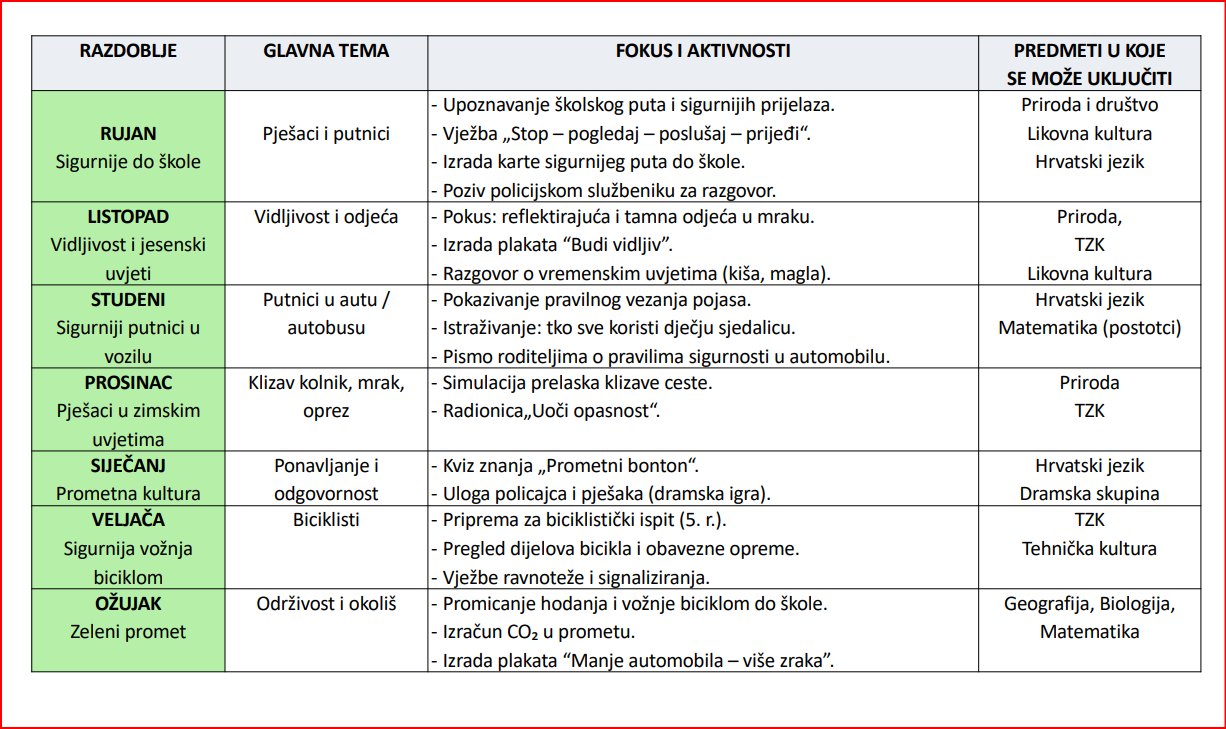 RAZDOBLJE
GLAVNA TEMA
FOKUS I AKTIVNOSTI
PREDMETI U KOJE
SE MOŽE UKLJUČITI
RUJAN
Sigurnije do škole
Pješaci i putnici
- Upoznavanje školskog puta i sigurnijih prijelaza.
- Vježba „Stop – pogledaj – poslušaj – prijeđi“.
- Izrada karte sigurnijeg puta do škole.
- Poziv policijskom službeniku za razgovor.
Priroda i društvo
Likovna kultura
Hrvatski jezik
LISTOPAD
Vidljivost i jesenski
uvjeti
Vidljivost i odjeća
- Pokus: reflektirajuća i tamna odjeća u mraku.
- Izrada plakata “Budi vidljiv”.
- Razgovor o vremenskim uvjetima (kiša, magla).
Priroda,
TZK
Likovna kultura
STUDENI
Sigurniji putnici u
vozilu
Putnici u autu /
autobusu
- Pokazivanje pravilnog vezanja pojasa.
- Istraživanje: tko sve koristi dječju sjedalicu.
- Pismo roditeljima o pravilima sigurnosti u automobilu.
Hrvatski jezik
Matematika (postotci)
PROSINAC
Pješaci u zimskim
uvjetima
Klizav kolnik, mrak,
oprez
- Simulacija prelaska klizave ceste.
- Radionica„Uoči opasnost“.
Priroda
TZK
SIJEČANJ
Prometna kultura
Ponavljanje i
odgovornost
- Kviz znanja „Prometni bonton“.
- Uloga policajca i pješaka (dramska igra).
Hrvatski jezik
Dramska skupina
VELJAČA
Sigurnija vožnja
biciklom
Biciklisti
- Priprema za biciklistički ispit (5. r.).
- Pregled dijelova bicikla i obavezne opreme.
- Vježbe ravnoteže i signaliziranja.
TZK
Tehnička kultura
OŽUJAK
Zeleni promet
Održivost i okoliš
- Promicanje hodanja i vožnje biciklom do škole.
- Izračun CO₂ u prometu.
- Izrada plakata “Manje automobila – više zraka”.
Geografija, Biologija,
Matematika